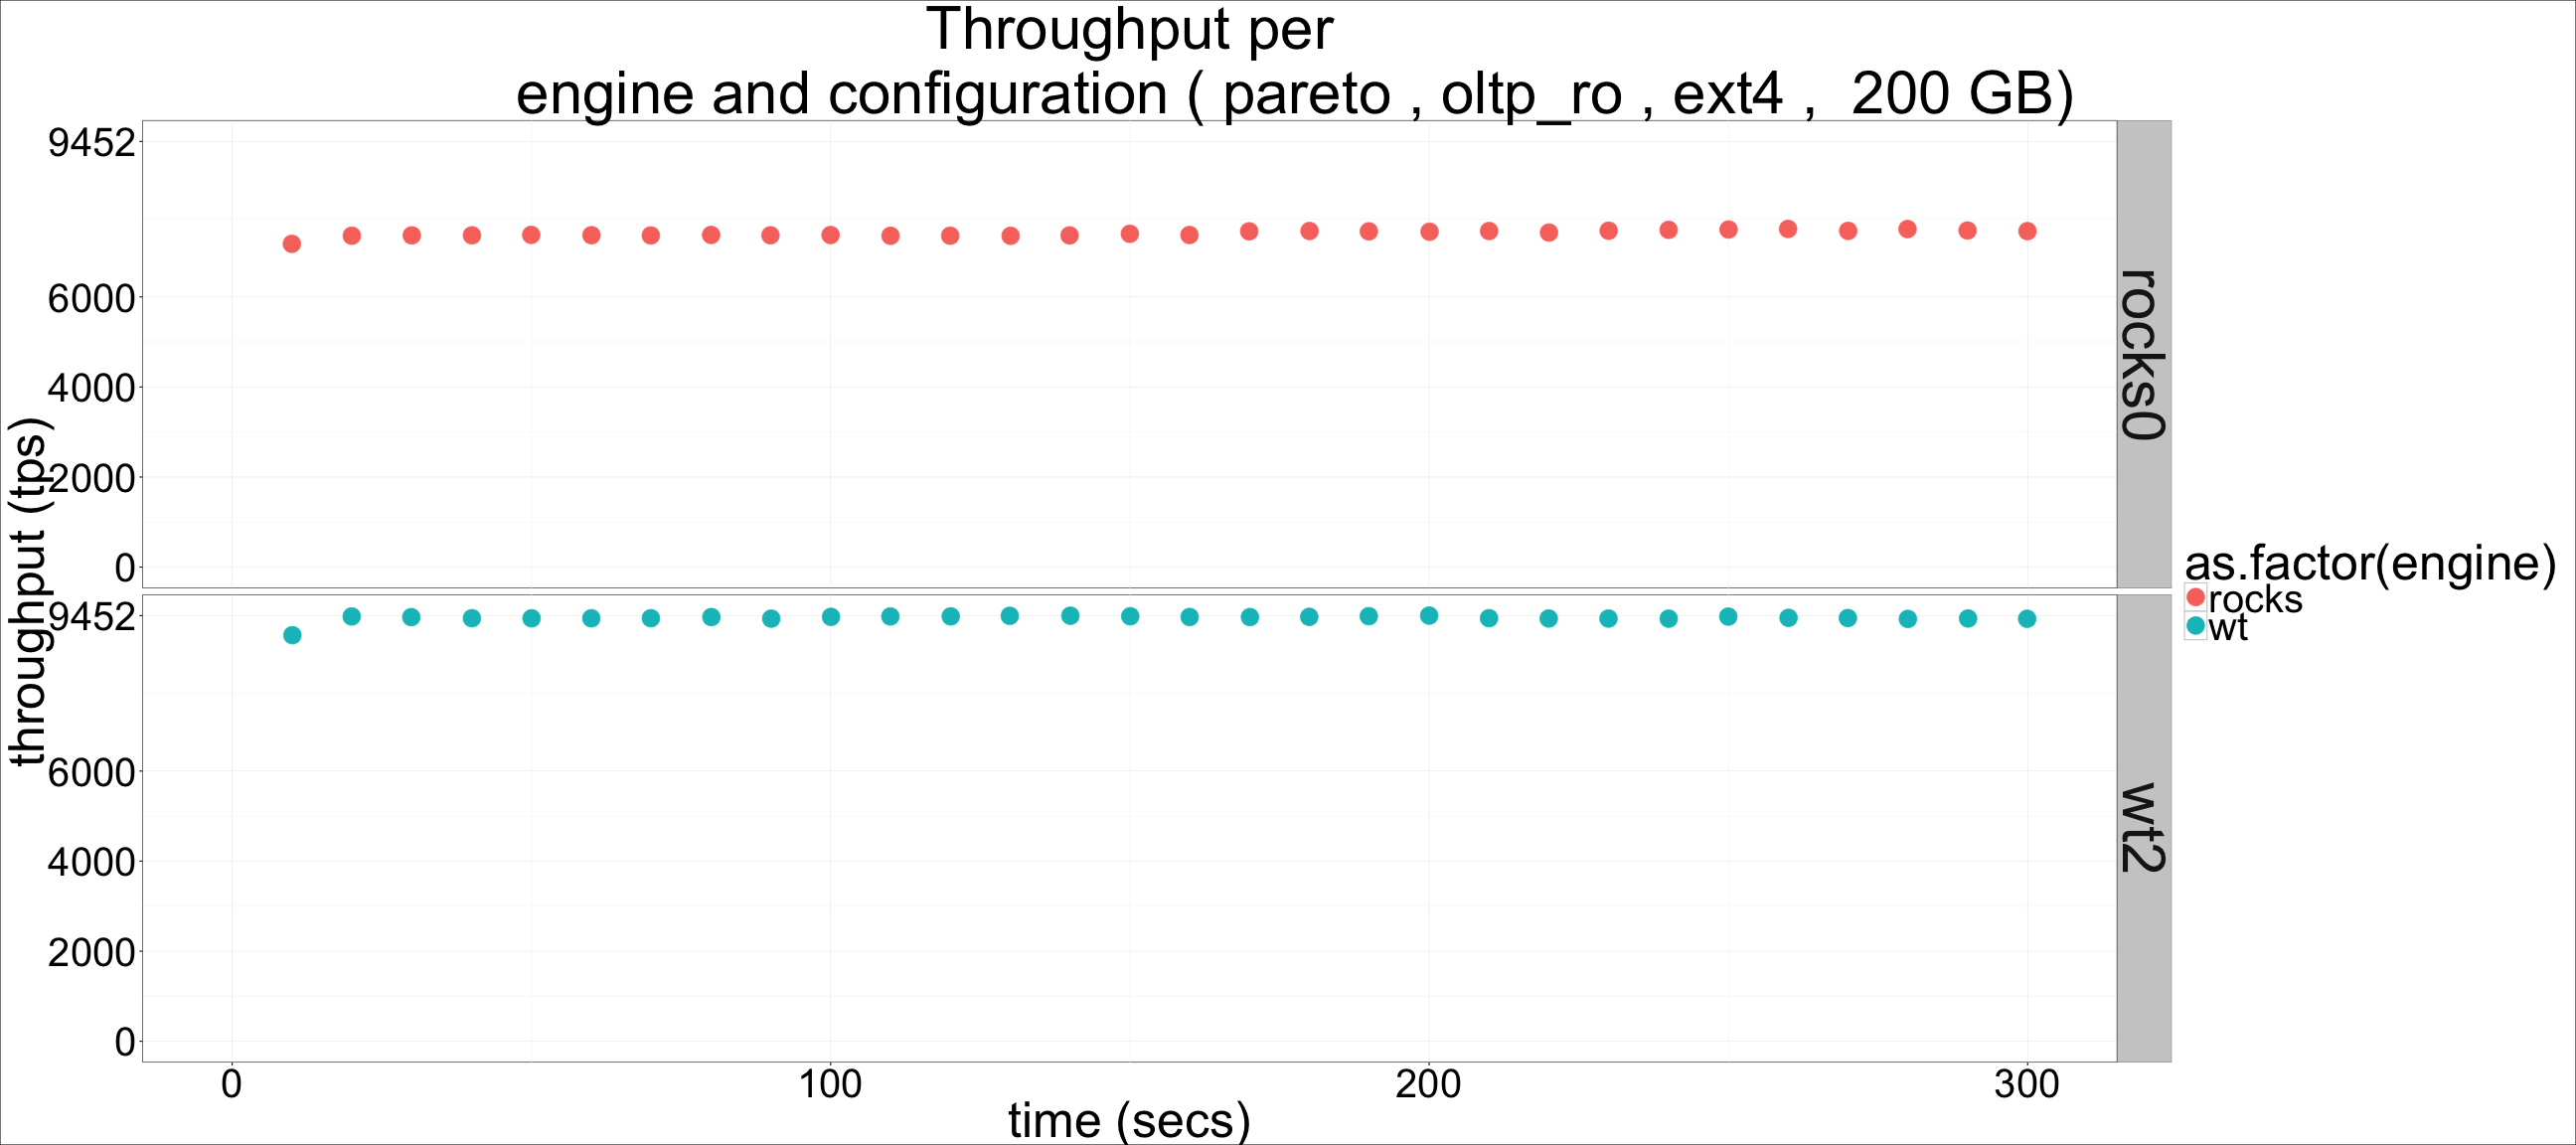 Throughput per
engine and configuration ( pareto , oltp_ro , ext4 ,  200 GB)
throughput (tps)
9452
6000
4000
2000
0
rocks0
9452
6000
4000
2000
0
wt2
0 100 200 300
time (secs)
as.factor(engine)
rocks
wt